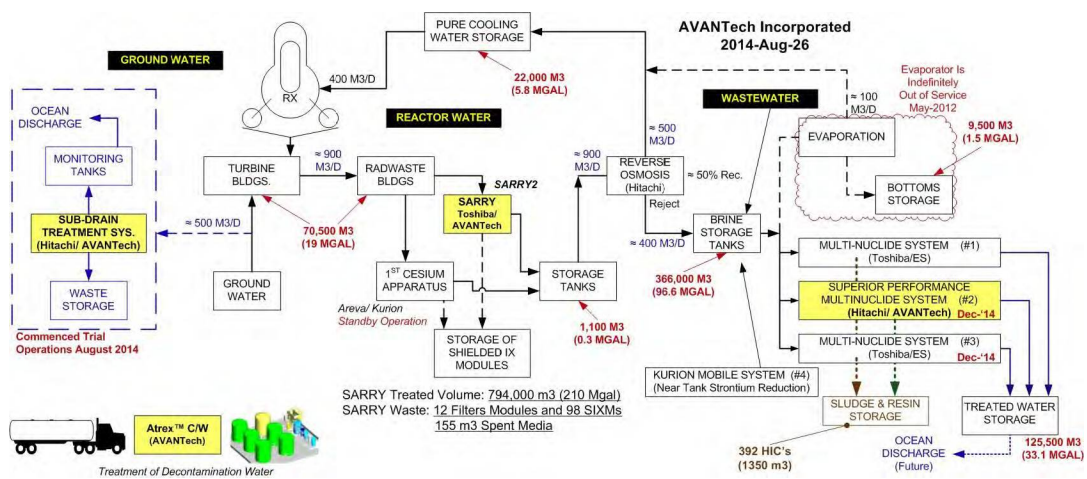 AVANTech Incorporated
2014-Aug-26
GROUND WATER
PURE COOLING
WATER STORAGE
22,000 M3
(5.8 MGAL)
400 M3/D
RX
REACTOR WATER
WASTEWATER
Evaporator Is
Indefinitely
Out of Service
May-2012
≈ 100
M3/D
EVAPORATION
9,500 M3
(1.5 MGAL)
BOTTOMS
STORAGE
OCEAN
DISCHARGE
MONITORING
TANKS
SUB-DRAIN
TREATMENT SYS.
(Hitachi/ AVANTech)
WASTE
STORAGE
Commenced Trial
Operations August 2014
≈ 500 M3/D
TURBINE
BLDGS.
≈ 900
M3/D
RADWASTE
BLDGS
70,500 M3
(19 MGAL)
GROUND
WATER
SARRY2
SARRY
Toshiba/
AVANTech
1ST CESIUM
APPARATUS
Areva/ Kurion
Standby Operation
STORAGE OF
SHIELDED IX
MODULES
STORAGE
TANKS
1,100 M3
(0.3 MGAL)
≈ 900
M3/D
≈ 500
M3/D
REVERSE
OSMOSIS
(Hitachi)
≈ 50% Rec.
Reject
≈ 400 M3/D
BRINE
STORAGE
TANKS
366,000 M3
(96.6 MGAL)
MULTI-NUCLIDE SYSTEM (#1)
(Toshiba/ES)
SUPERIOR PERFORMANCE
MULTINUCLIDE SYSTEM (#2)
(Hitachi/ AVANTech) Dec-'14
MULTI-NUCLIDE SYSTEM (#3)
(Toshiba/ES) Dec-'14
KURION MOBILE SYSTEM (#4)
(Near Tank Strontium Reduction)
SLUDGE & RESIN
STORAGE
392 HIC's
(1350 m3)
TREATED WATER
STORAGE
125,500 M3
(33.1 MGAL)
OCEAN
DISCHARGE
(Future)
SARRY Treated Volume: 794,000 m3 (210 Mgal)
SARRY Waste: 12 Filters Modules and 98 SIXMs
155 m3 Spent Media
Atrex™ C/W
(AVANTech)
Treatment of Decontamination Water